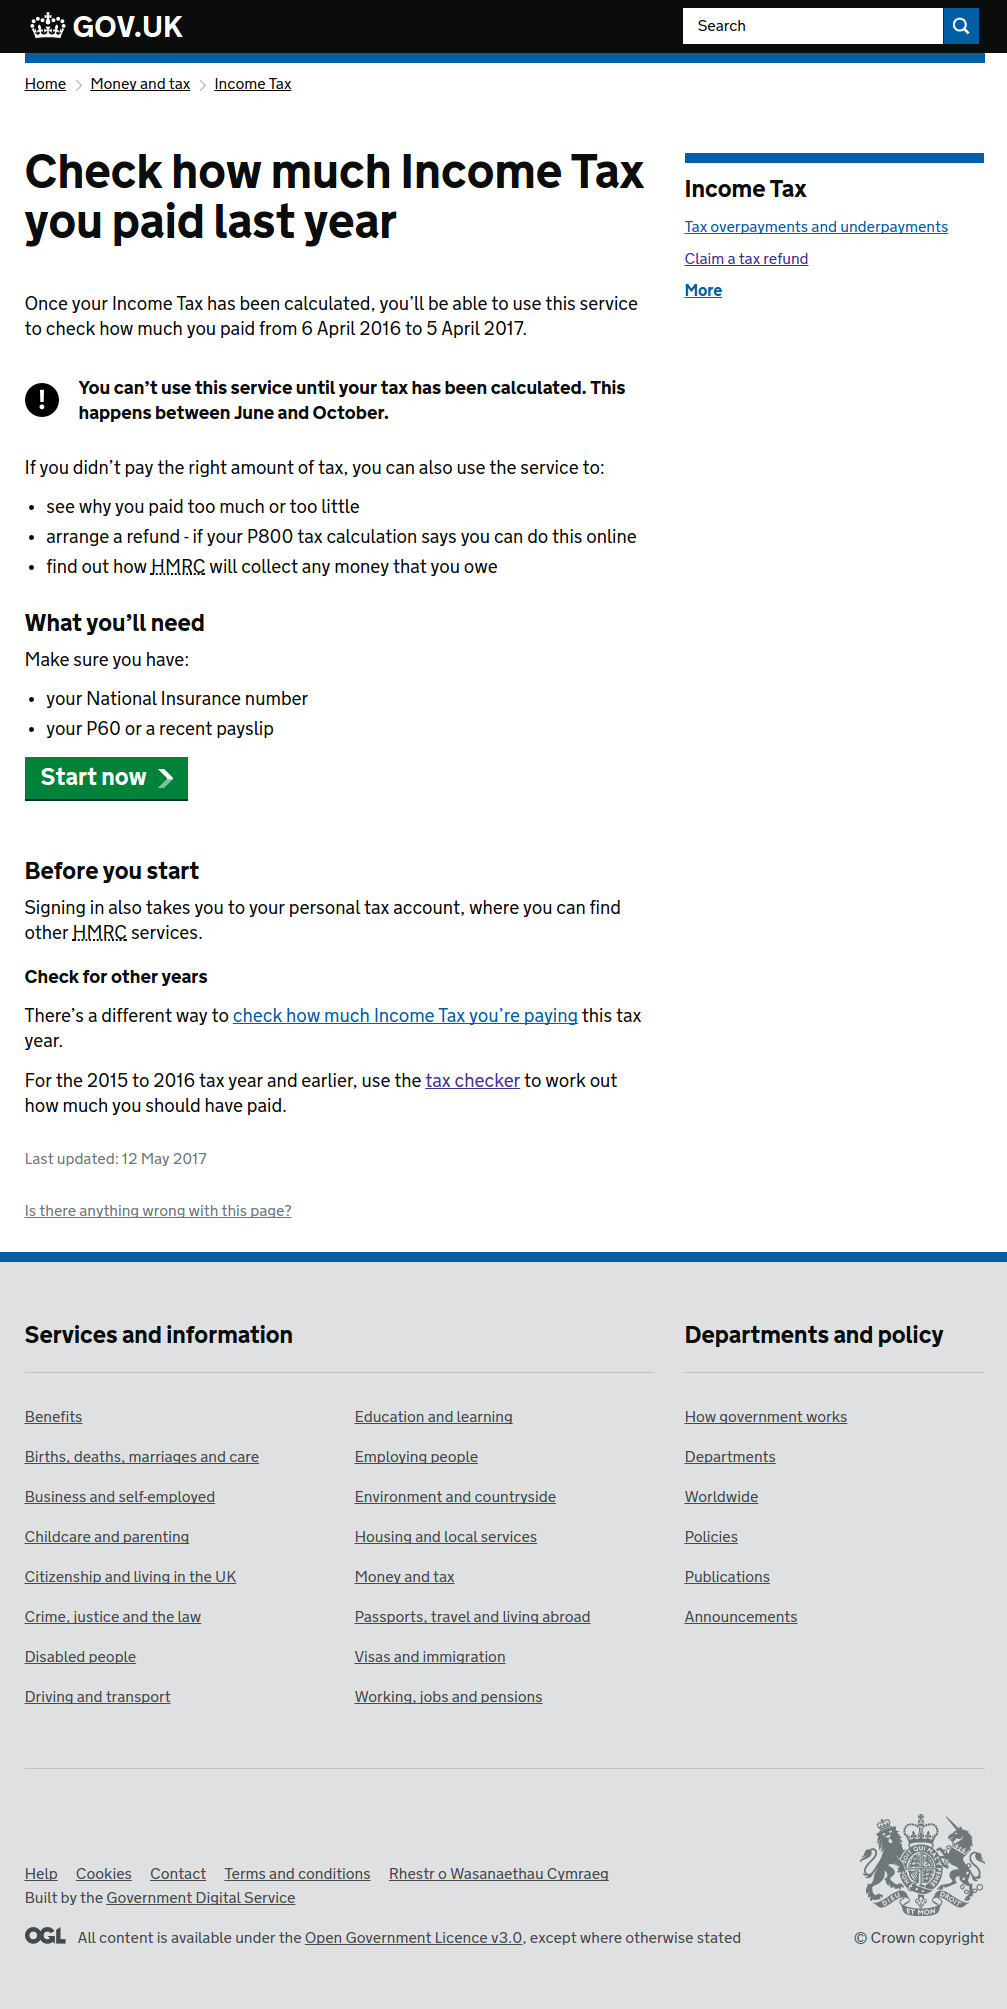 GOV.UK
Search
Home
Money and tax
Income Tax
Check how much Income Tax
you paid last year
Once your Income Tax has been calculated, you’ll be able to use this service
to check how much you paid from 6 April 2016 to 5 April 2017.
!
You can’t use this service until your tax has been calculated. This
happens between June and October.
If you didn’t pay the right amount of tax, you can also use the service to:
• see why you paid too much or too little
• arrange a refund - if your P800 tax calculation says you can do this online
• find out how HMRC will collect any money that you owe
What you’ll need
Make sure you have:
• your National Insurance number
• your P60 or a recent payslip
Start now
Before you start
Signing in also takes you to your personal tax account, where you can find
other HMRC services.
Check for other years
There’s a different way to check how much Income Tax you’re paying this tax
year.
For the 2015 to 2016 tax year and earlier, use the tax checker to work out
how much you should have paid.
Last updated: 12 May 2017
Is there anything wrong with this page?
Income Tax
Tax overpayments and underpayments
Claim a tax refund
More
Services and information
Benefits
Births, deaths, marriages and care
Business and self-employed
Childcare and parenting
Citizenship and living in the UK
Crime, justice and the law
Disabled people
Driving and transport
Education and learning
Employing people
Environment and countryside
Housing and local services
Money and tax
Passports, travel and living abroad
Visas and immigration
Working, jobs and pensions
Departments and policy
How government works
Departments
Worldwide
Policies
Publications
Announcements
Help
Cookies
Contact
Terms and conditions
Rhestr o Wasanaethau Cymraeg
Built by the Government Digital Service
OGL
All content is available under the Open Government Licence v3.0, except where otherwise stated
DIEU ET MON DROIT
© Crown copyright